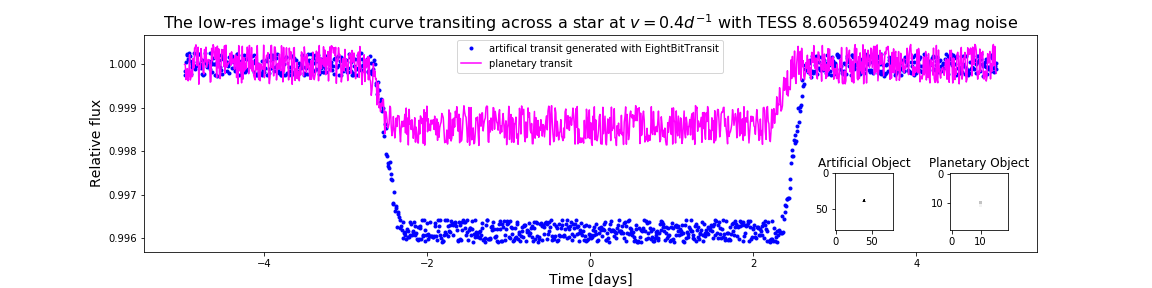 The low-res image's light curve transiting across a star at v = 0.4d⁻¹ with TESS 8.60565940249 mag noise
artifical transit generated with EightBitTransit
planetary transit
Relative flux
1.000
0.999
0.998
0.997
0.996
Artificial Object
0
50
0
50
Planetary Object
0
10
0
10
−4
−2
0
2
4
Time [days]